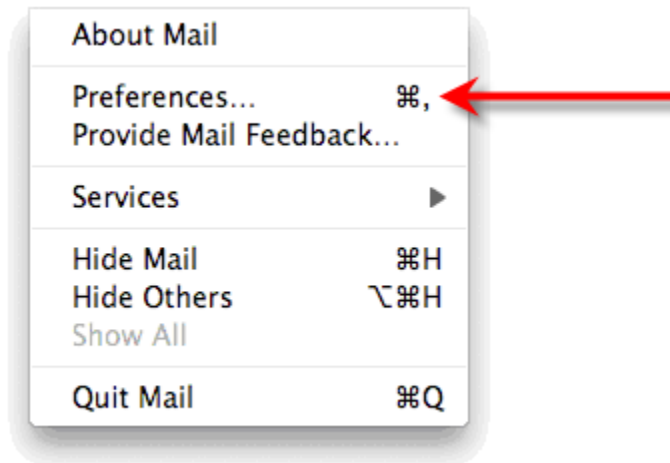 About Mail
Preferences... ⌘,
Provide Mail Feedback...
Services
Hide Mail ⌘H
Hide Others ⌥⌘H
Show All
Quit Mail ⌘Q